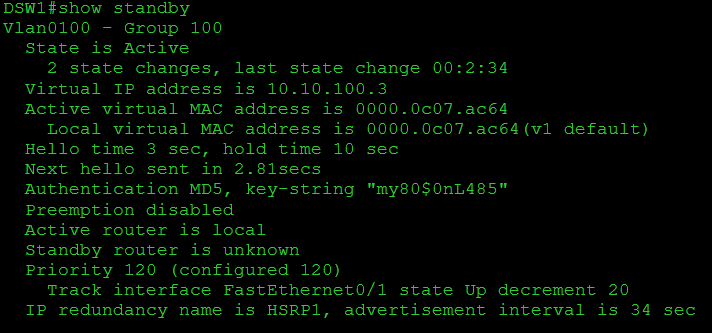 DSW1#show standby
Vlan0100 - Group 100
State is Active
2 state changes, last state change 00:2:34
Virtual IP address is 10.10.100.3
Active virtual MAC address is 0000.0c07.ac64
Local virtual MAC address is 0000.0c07.ac64(v1 default)
Hello time 3 sec, hold time 10 sec
Next hello sent in 2.81secs
Authentication MD5, key-string "my80$0nL485"
Preemption disabled
Active router is local
Standby router is unknown
Priority 120 (configured 120)
Track interface FastEthernet0/1 state Up decrement 20
IP redundancy name is HSRP1, advertisement interval is 34 sec